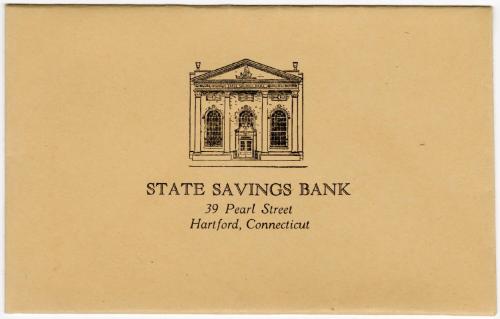 STATE SAVINGS BANK
39 Pearl Street
Hartford, Connecticut